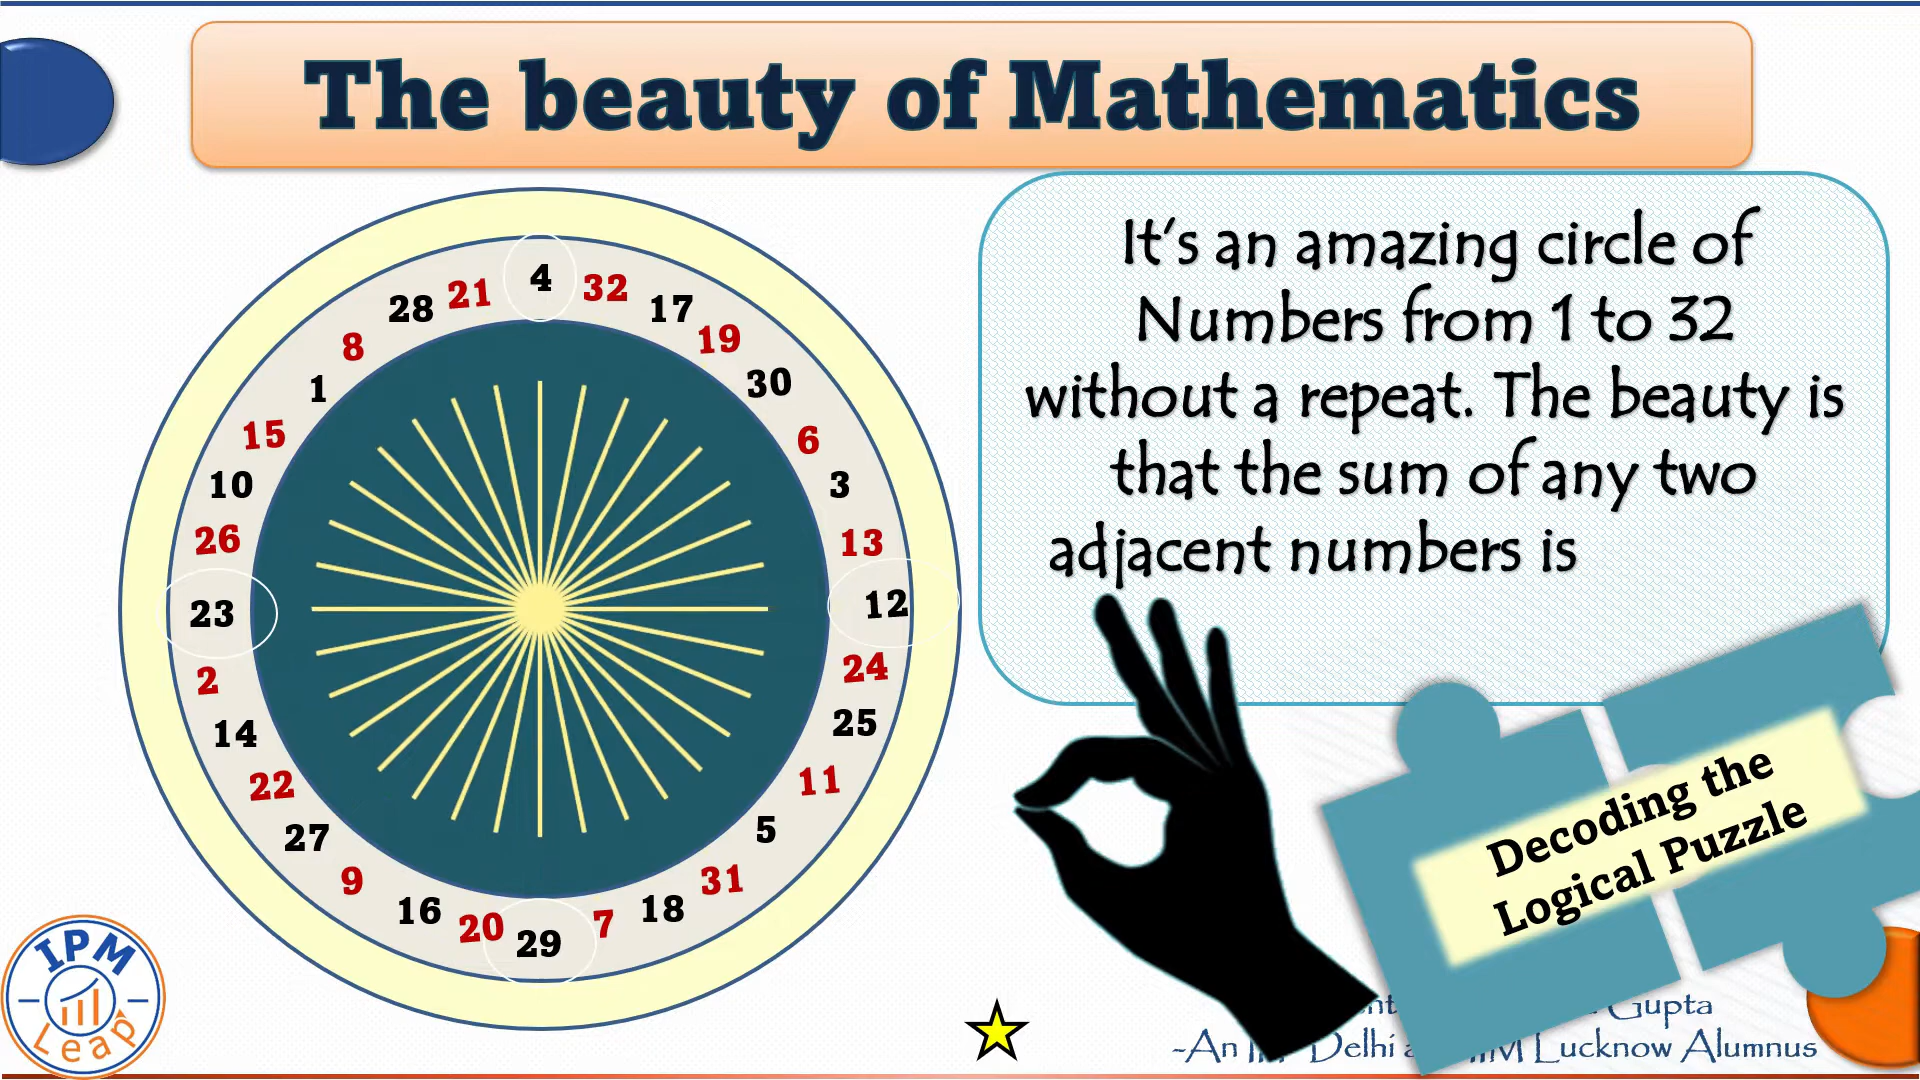 The beauty of Mathematics
4
32
17
19
30
6
3
13
12
24
25
11
5
31
18
7
29
20
16
9
27
22
14
2
23
26
10
15
1
8
28
21
It's an amazing circle of
Numbers from 1 to 32
without a repeat. The beauty is
that the sum of any two
adjacent numbers is
Decoding the
Logical Puzzle
IPM
Leap
Gupta
-An Delhi Lucknow Alumnus